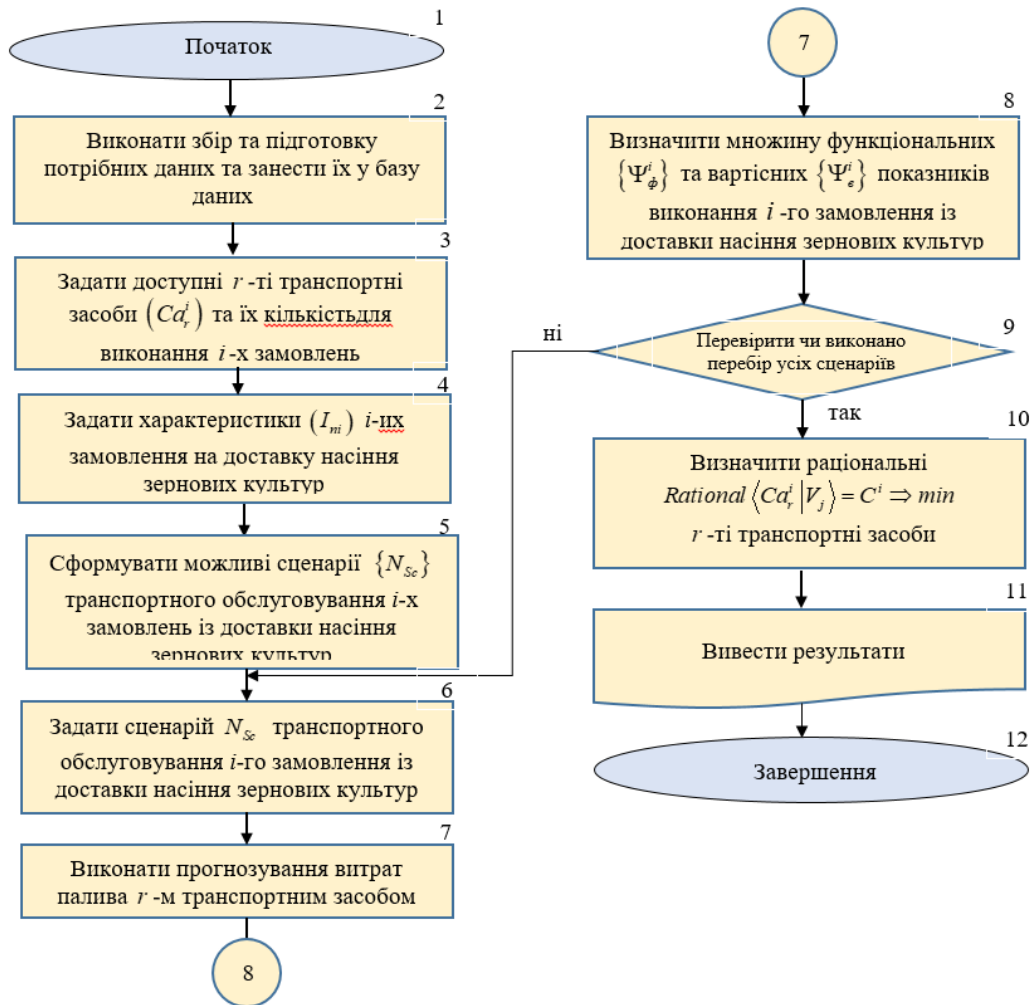 1
Початок
2
Виконати збір та підготовку
потрібних даних та занести їх у базу
даних
3
Задати доступні r -ті транспортні
засоби (Ca_r^i) та їх кількістьдля
виконання i-х замовлень
4
Задати характеристики (I_ni) i-их
замовлення на доставку насіння
зернових культур
5
Сформувати можливі сценарії {N_Sc}
транспортного обслуговування i-х
замовлень із доставки насіння
зернових культур
6
Задати сценарій N_Sc транспортного
обслуговування i-го замовлення із
доставки насіння зернових культур
7
Виконати прогнозування витрат
палива r -м транспортним засобом
8
7
8
Визначити множину функціональних
{Ψ_ф^i} та вартісних {Ψ_в^i} показників
виконання i -го замовлення із
доставки насіння зернових культур
9
ні
Перевірити чи виконано
перебір усіх сценаріїв
так
10
Визначити раціональні
Rational ⟨Ca_r^i |V_j⟩ = C^i ⇒ min
r -ті транспортні засоби
11
Вивести результати
12
Завершення